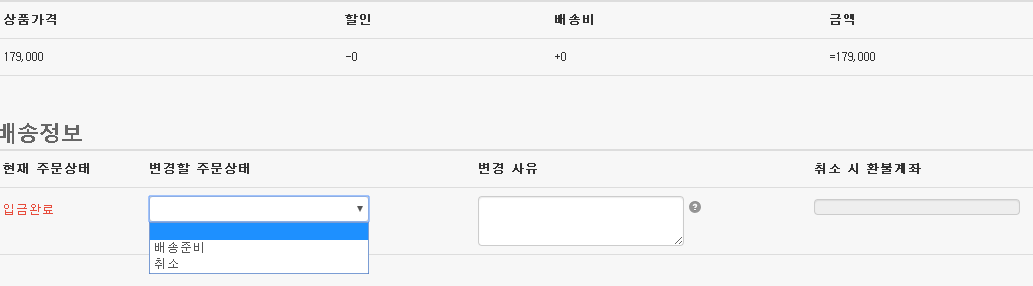 상품가격 할인 배송비 금액
179,000 -0 +0 =179,000
배송정보
현재 주문상태 변경할 주문상태 변경 사유 취소 시 환불계좌
입금완료
배송준비
취소